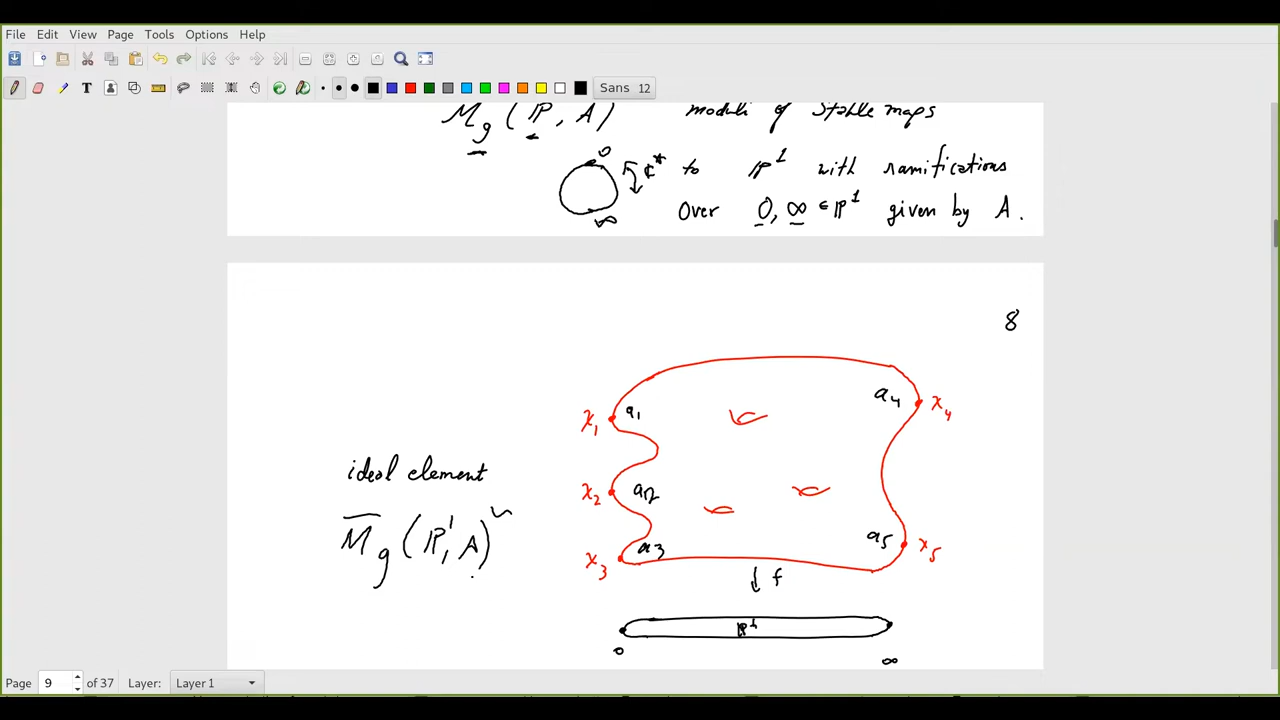 File Edit View Page Tools Options Help
Sans 12
M̅g (ℙ, A) moduli of stable maps
0 ℂ* to ℙ¹ with ramifications
∞ Over 0, ∞ ∈ ℙ¹ given by A.
8
x₁ a₁ a₄ x₄
ideal element
x₂ a₂
M̅g (ℙ¹, A)~
x₃ a₃ a₅ x₅
f
ℙ¹
0 ∞
Page 9 of 37 Layer: Layer 1